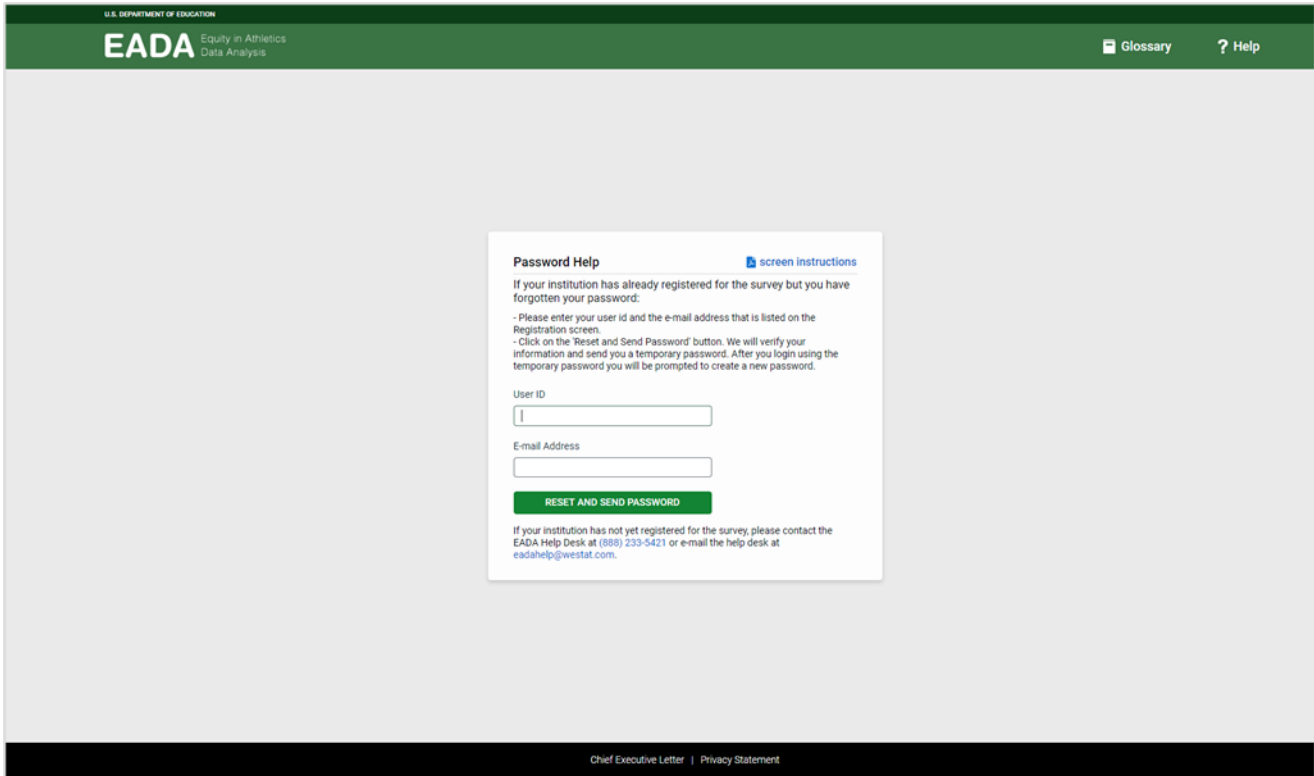 U.S. DEPARTMENT OF EDUCATION
EADA Equity in Athletics
Data Analysis
Glossary
? Help
Password Help
screen instructions
If your institution has already registered for the survey but you have
forgotten your password:
- Please enter your user id and the e-mail address that is listed on the
Registration screen.
- Click on the 'Reset and Send Password' button. We will verify your
information and send you a temporary password. After you login using the
temporary password you will be prompted to create a new password.
User ID
E-mail Address
RESET AND SEND PASSWORD
If your institution has not yet registered for the survey, please contact the
EADA Help Desk at (888) 233-5421 or e-mail the help desk at
eadahelp@westat.com.
Chief Executive Letter | Privacy Statement